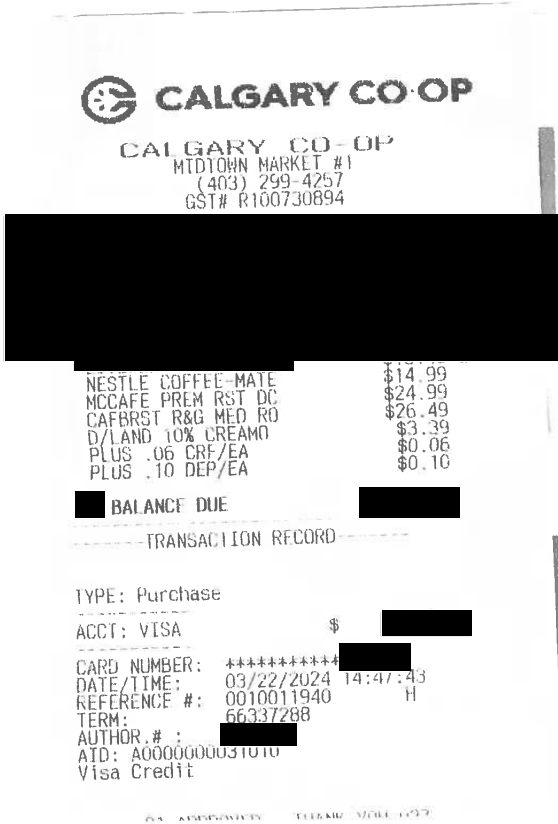 CALGARY CO·OP
CALGARY CO-OP
MIDTOWN MARKET #1
(403) 299-4257
GST# R100730894
NESTLE COFFEE-MATE $14.99
MCCAFE PREM RST DC $24.99
CAFBRST R&G MED RO $26.49
D/LAND 10% CREAMO $3.39
PLUS .06 CRF/EA $0.06
PLUS .10 DEP/EA $0.10
BALANCE DUE
TRANSACTION RECORD
TYPE: Purchase
ACCT: VISA $
CARD NUMBER: ***********
DATE/TIME: 03/22/2024 14:47:43
REFERENCE #: 0010011940 H
TERM: 66337288
AUTHOR.# :
AID: A0000000031010
Visa Credit
APPROVED THANK YOU